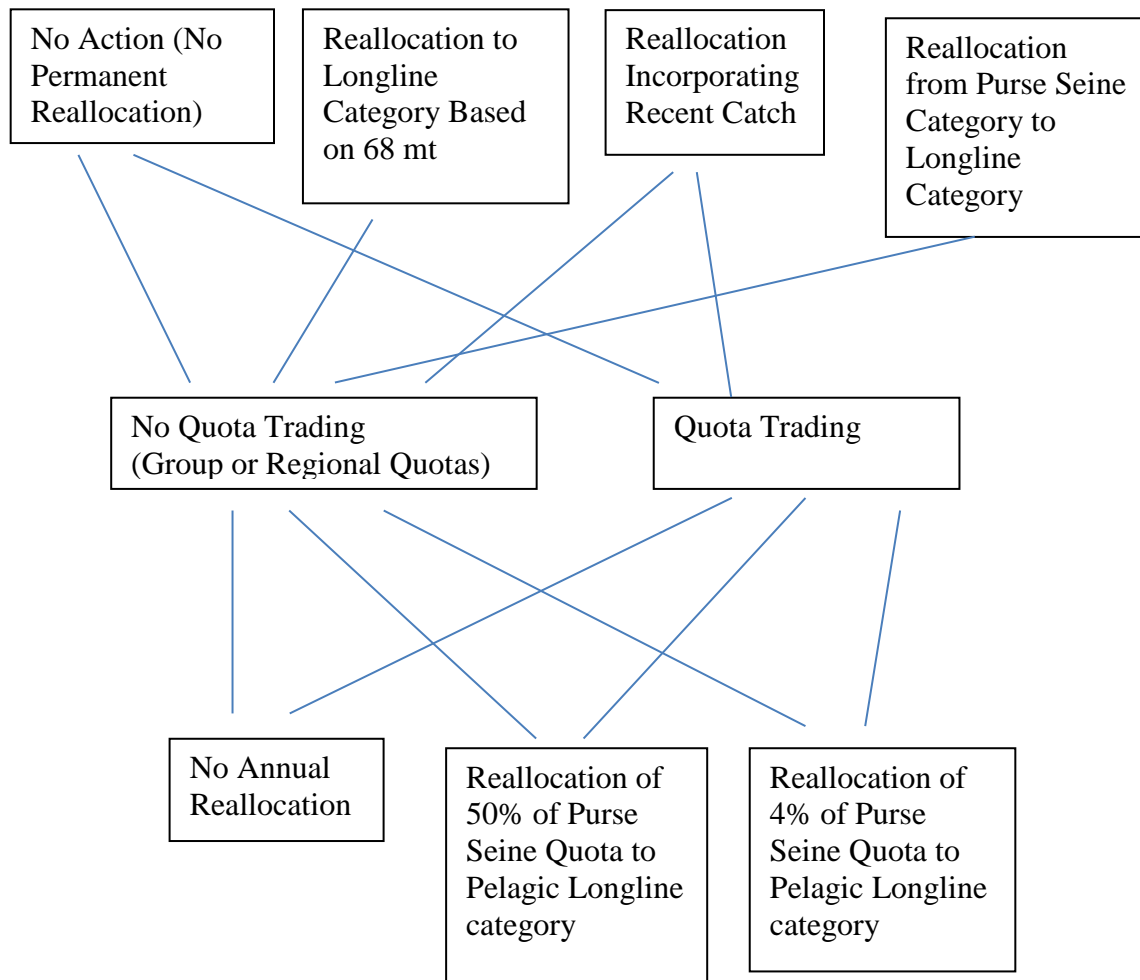 No Action (No
Permanent
Reallocation)
Reallocation to
Longline
Category Based
on 68 mt
Reallocation
Incorporating
Recent Catch
Reallocation
from Purse Seine
Category to
Longline
Category
No Quota Trading
(Group or Regional Quotas)
Quota Trading
No Annual
Reallocation
Reallocation of
50% of Purse
Seine Quota to
Pelagic Longline
category
Reallocation of
4% of Purse
Seine Quota to
Pelagic Longline
category